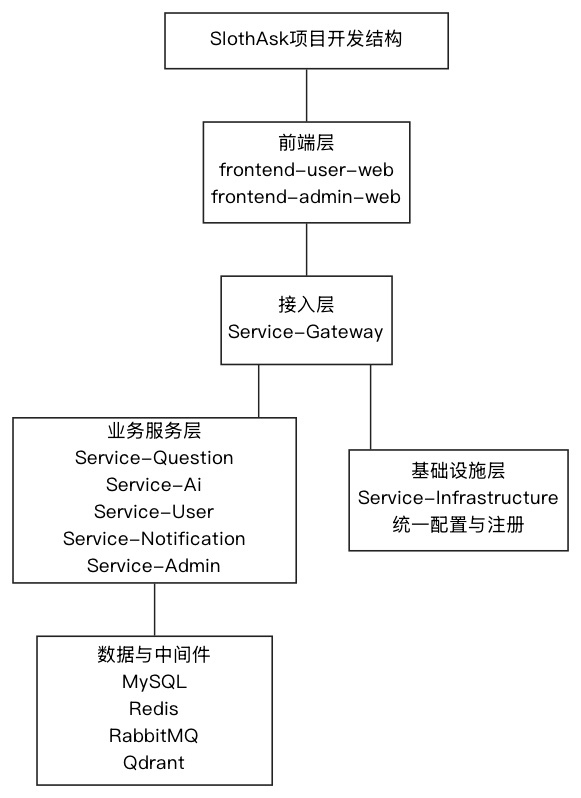 SlothAsk项目开发结构
前端层
frontend-user-web
frontend-admin-web
接入层
Service-Gateway
业务服务层
Service-Question
Service-Ai
Service-User
Service-Notification
Service-Admin
基础设施层
Service-Infrastructure
统一配置与注册
数据与中间件
MySQL
Redis
RabbitMQ
Qdrant